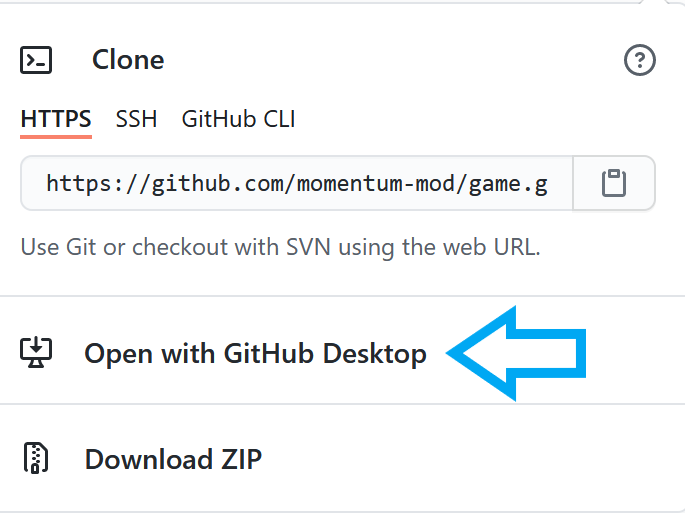 Clone
?
HTTPS SSH GitHub CLI
https://github.com/momentum-mod/game.g
Use Git or checkout with SVN using the web URL.
Open with GitHub Desktop
Download ZIP